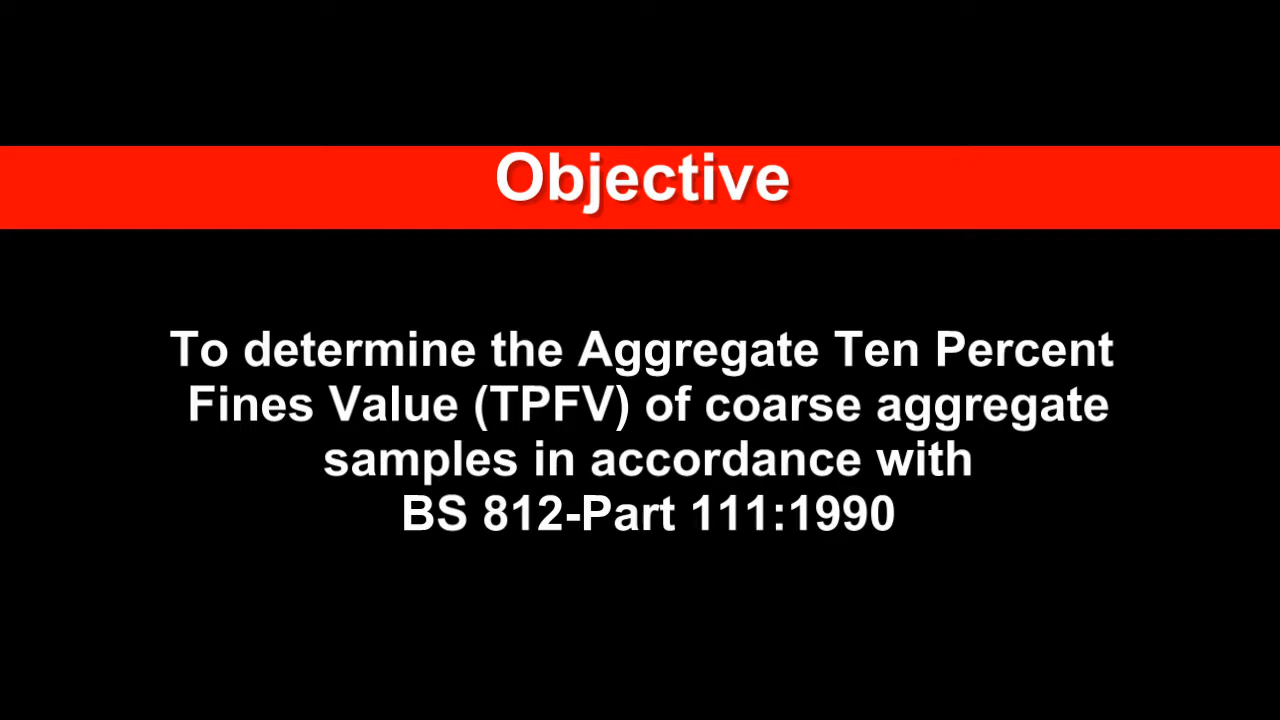 Objective
To determine the Aggregate Ten Percent
Fines Value (TPFV) of coarse aggregate
samples in accordance with
BS 812-Part 111:1990